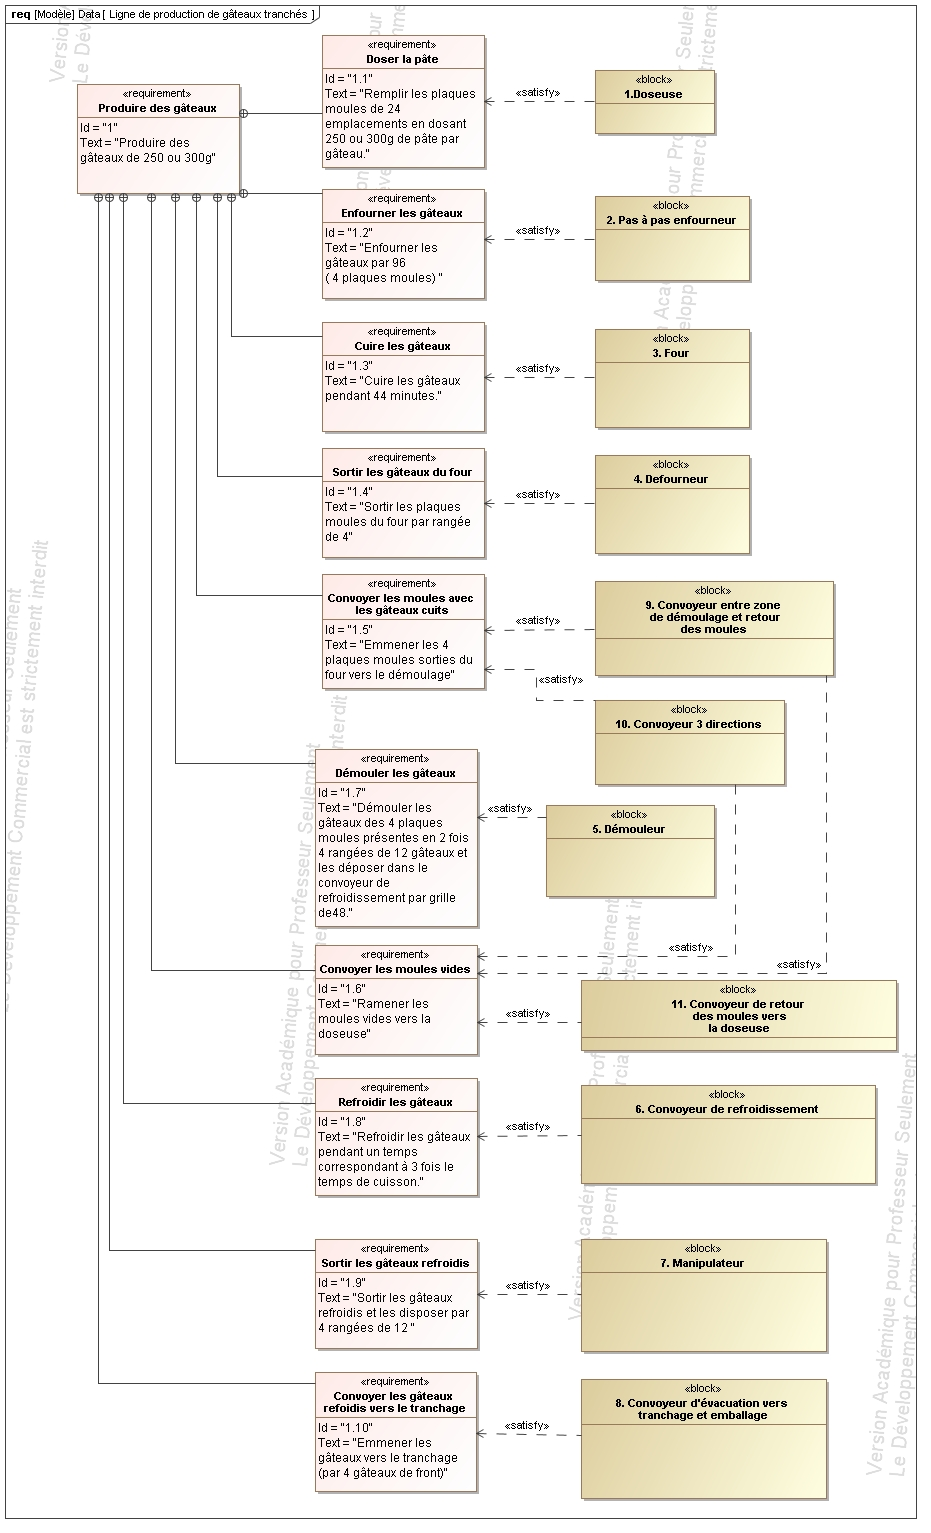 req [Modèle] Data [ Ligne de production de gâteaux tranchés ]
«requirement»
Produire des gâteaux
Id = "1"
Text = "Produire des
gâteaux de 250 ou 300g"
«requirement»
Doser la pâte
Id = "1.1"
Text = "Remplir les plaques
moules de 24
emplacements en dosant
250 ou 300g de pâte par
gâteau."
«satisfy»
«block»
1.Doseuse
«requirement»
Enfourner les gâteaux
Id = "1.2"
Text = "Enfourner les
gâteaux par 96
( 4 plaques moules) "
«satisfy»
«block»
2. Pas à pas enfourneur
«requirement»
Cuire les gâteaux
Id = "1.3"
Text = "Cuire les gâteaux
pendant 44 minutes."
«satisfy»
«block»
3. Four
«requirement»
Sortir les gâteaux du four
Id = "1.4"
Text = "Sortir les plaques
moules du four par rangée
de 4"
«satisfy»
«block»
4. Defourneur
«requirement»
Convoyer les moules avec
les gâteaux cuits
Id = "1.5"
Text = "Emmener les 4
plaques moules sorties du
four vers le démoulage"
«satisfy»
«block»
9. Convoyeur entre zone
de démoulage et retour
des moules
«satisfy»
«block»
10. Convoyeur 3 directions
«requirement»
Démouler les gâteaux
Id = "1.7"
Text = "Démouler les
gâteaux des 4 plaques
moules présentes en 2 fois
4 rangées de 12 gâteaux et
les déposer dans le
convoyeur de
refroidissement par grille
de48."
«satisfy»
«block»
5. Démouleur
«requirement»
Convoyer les moules vides
Id = "1.6"
Text = "Ramener les
moules vides vers la
doseuse"
«satisfy»
«satisfy»
«satisfy»
«block»
11. Convoyeur de retour
des moules vers
la doseuse
«requirement»
Refroidir les gâteaux
Id = "1.8"
Text = "Refroidir les gâteaux
pendant un temps
correspondant à 3 fois le
temps de cuisson."
«satisfy»
«block»
6. Convoyeur de refroidissement
«requirement»
Sortir les gâteaux refroidis
Id = "1.9"
Text = "Sortir les gâteaux
refroidis et les disposer par
4 rangées de 12 "
«satisfy»
«block»
7. Manipulateur
«requirement»
Convoyer les gâteaux
refoidis vers le tranchage
Id = "1.10"
Text = "Emmener les
gâteaux vers le tranchage
(par 4 gâteaux de front)"
«satisfy»
«block»
8. Convoyeur d'évacuation vers
tranchage et emballage
Version Académique pour Professeur Seulement
Version Académique pour Professeur Seulement